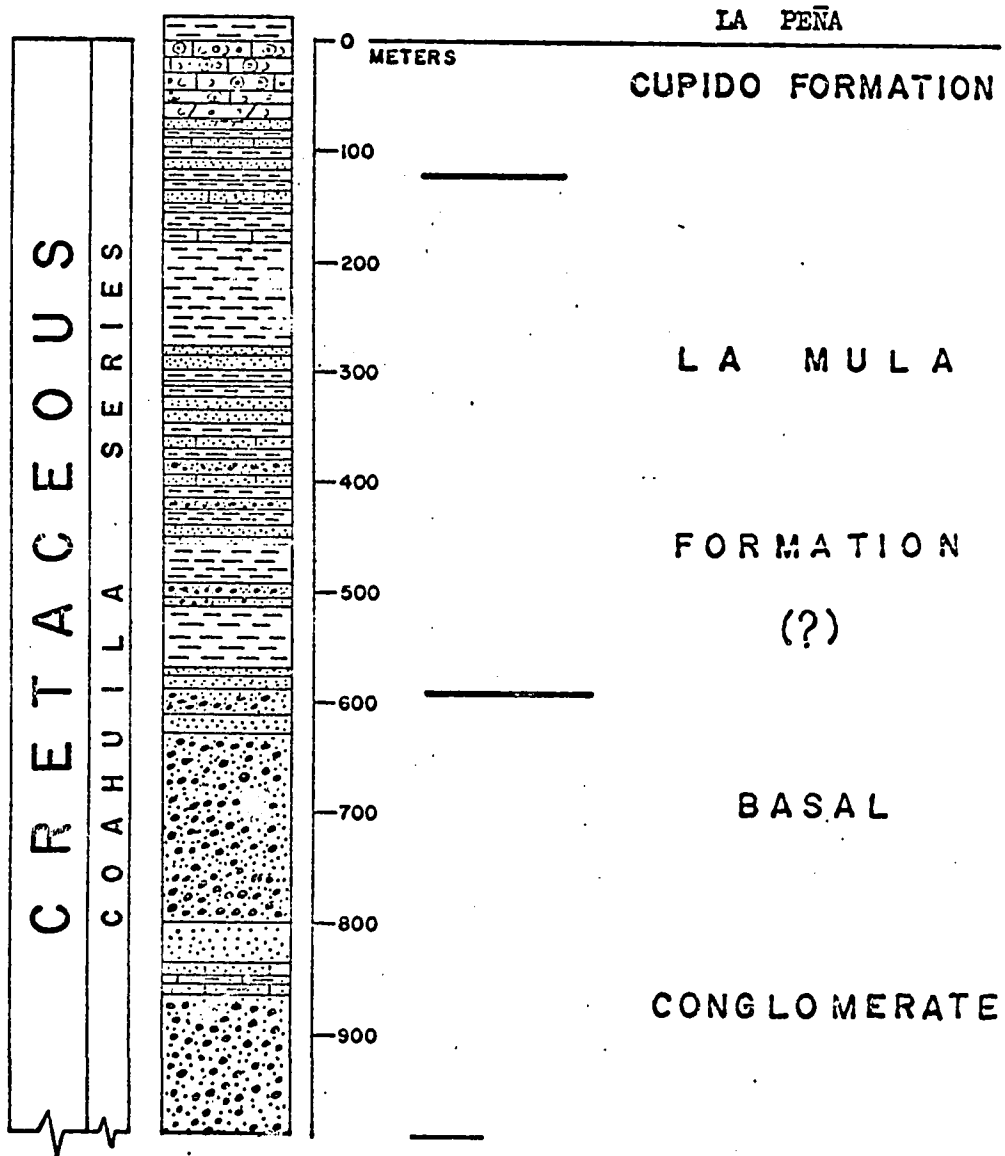 LA PEÑA
0
METERS
CUPIDO FORMATION
100
200
LA MULA
300
400
FORMATION
500
(?)
600
700
BASAL
800
CONGLOMERATE
900
CRETACEOUS
COAHUILA SERIES